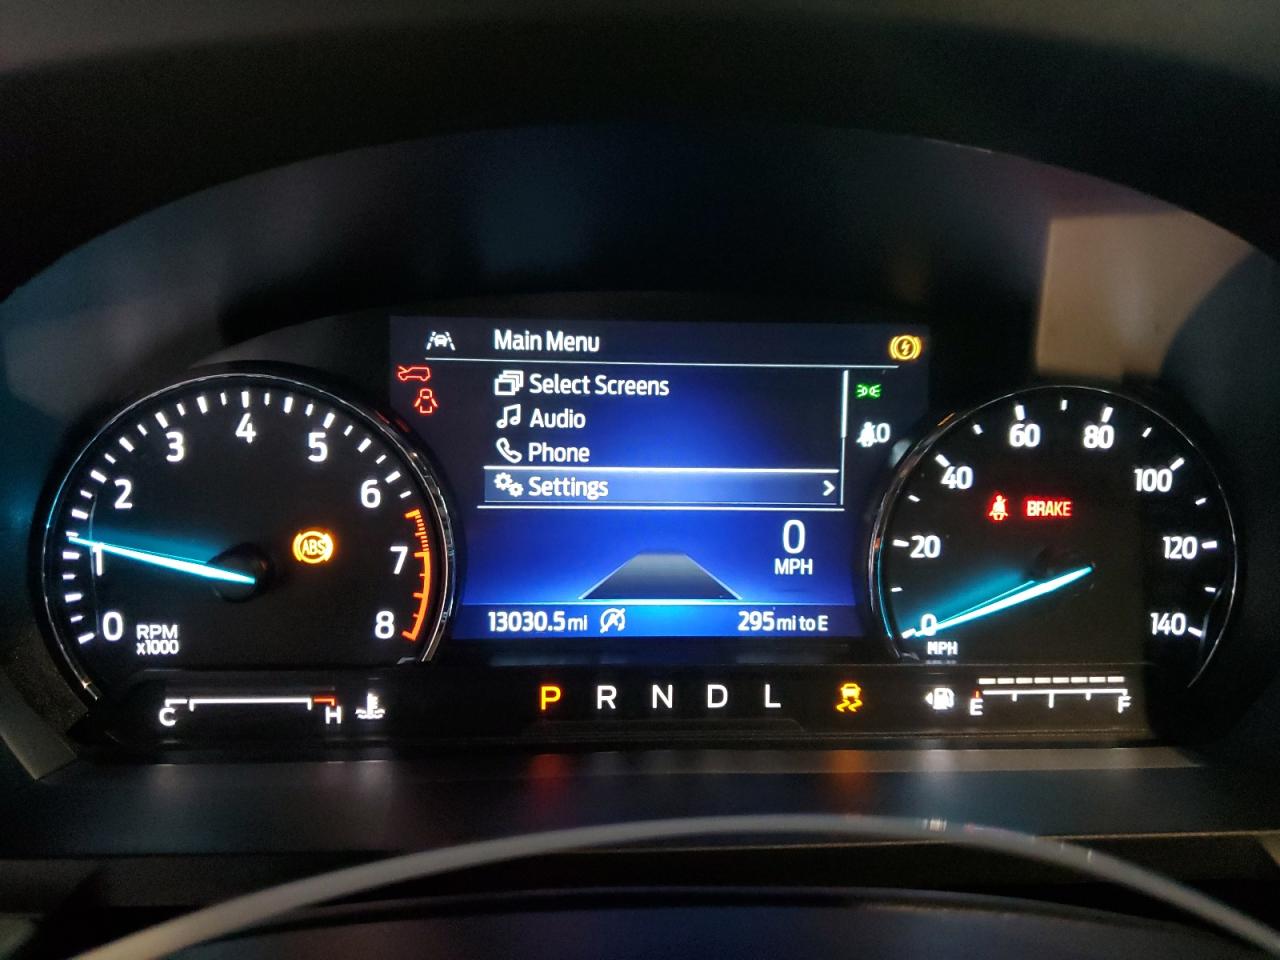 Main Menu
Select Screens
Audio
Phone
Settings
0
MPH
13030.5 mi
295 mi to E
0
1
2
3
4
5
6
7
8
RPM
x1000
ABS
0
20
40
60
80
100
120
140
MPH
BRAKE
C
H
P R N D L
E
F